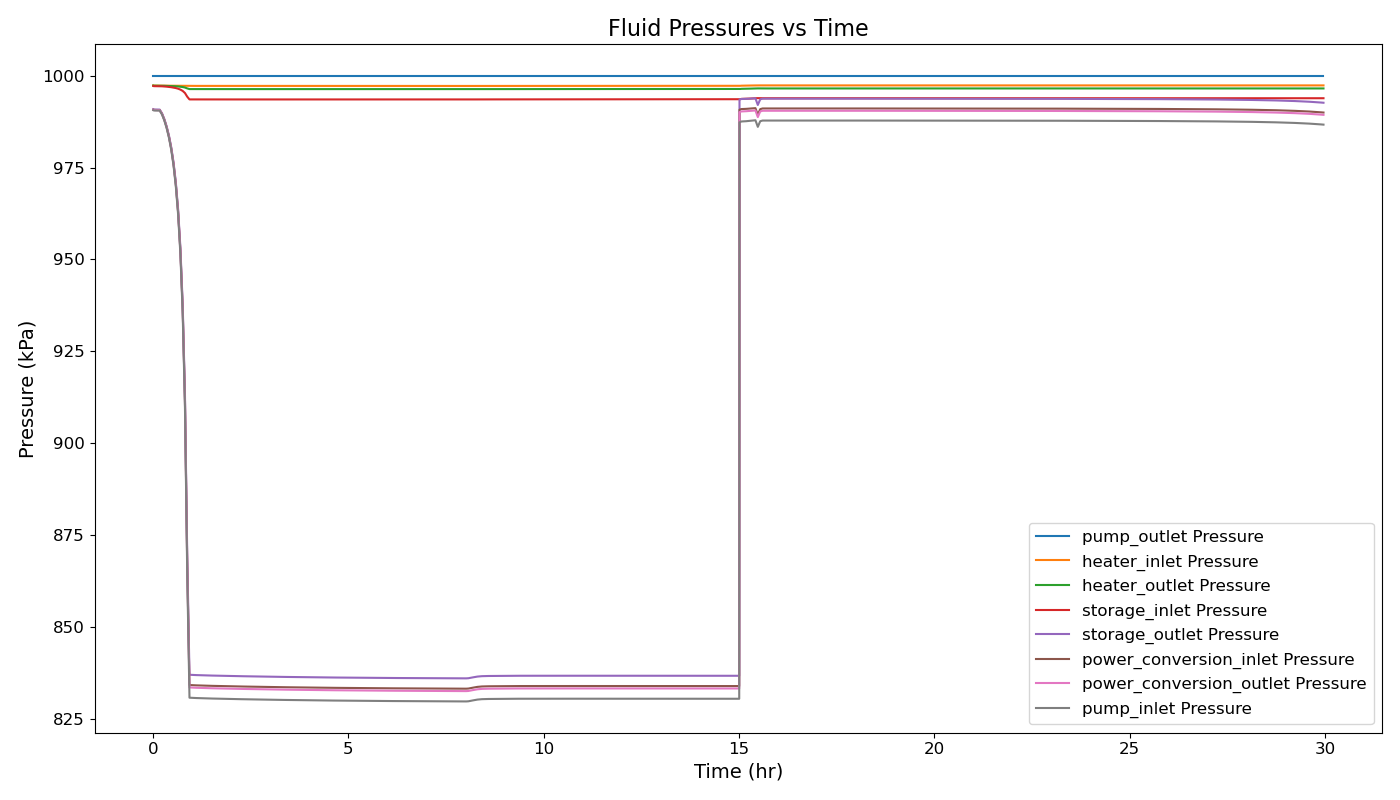 Fluid Pressures vs Time
Pressure (kPa)
1000
975
950
925
900
875
850
825
pump_outlet Pressure
heater_inlet Pressure
heater_outlet Pressure
storage_inlet Pressure
storage_outlet Pressure
power_conversion_inlet Pressure
power_conversion_outlet Pressure
pump_inlet Pressure
0 5 10 15 20 25 30
Time (hr)